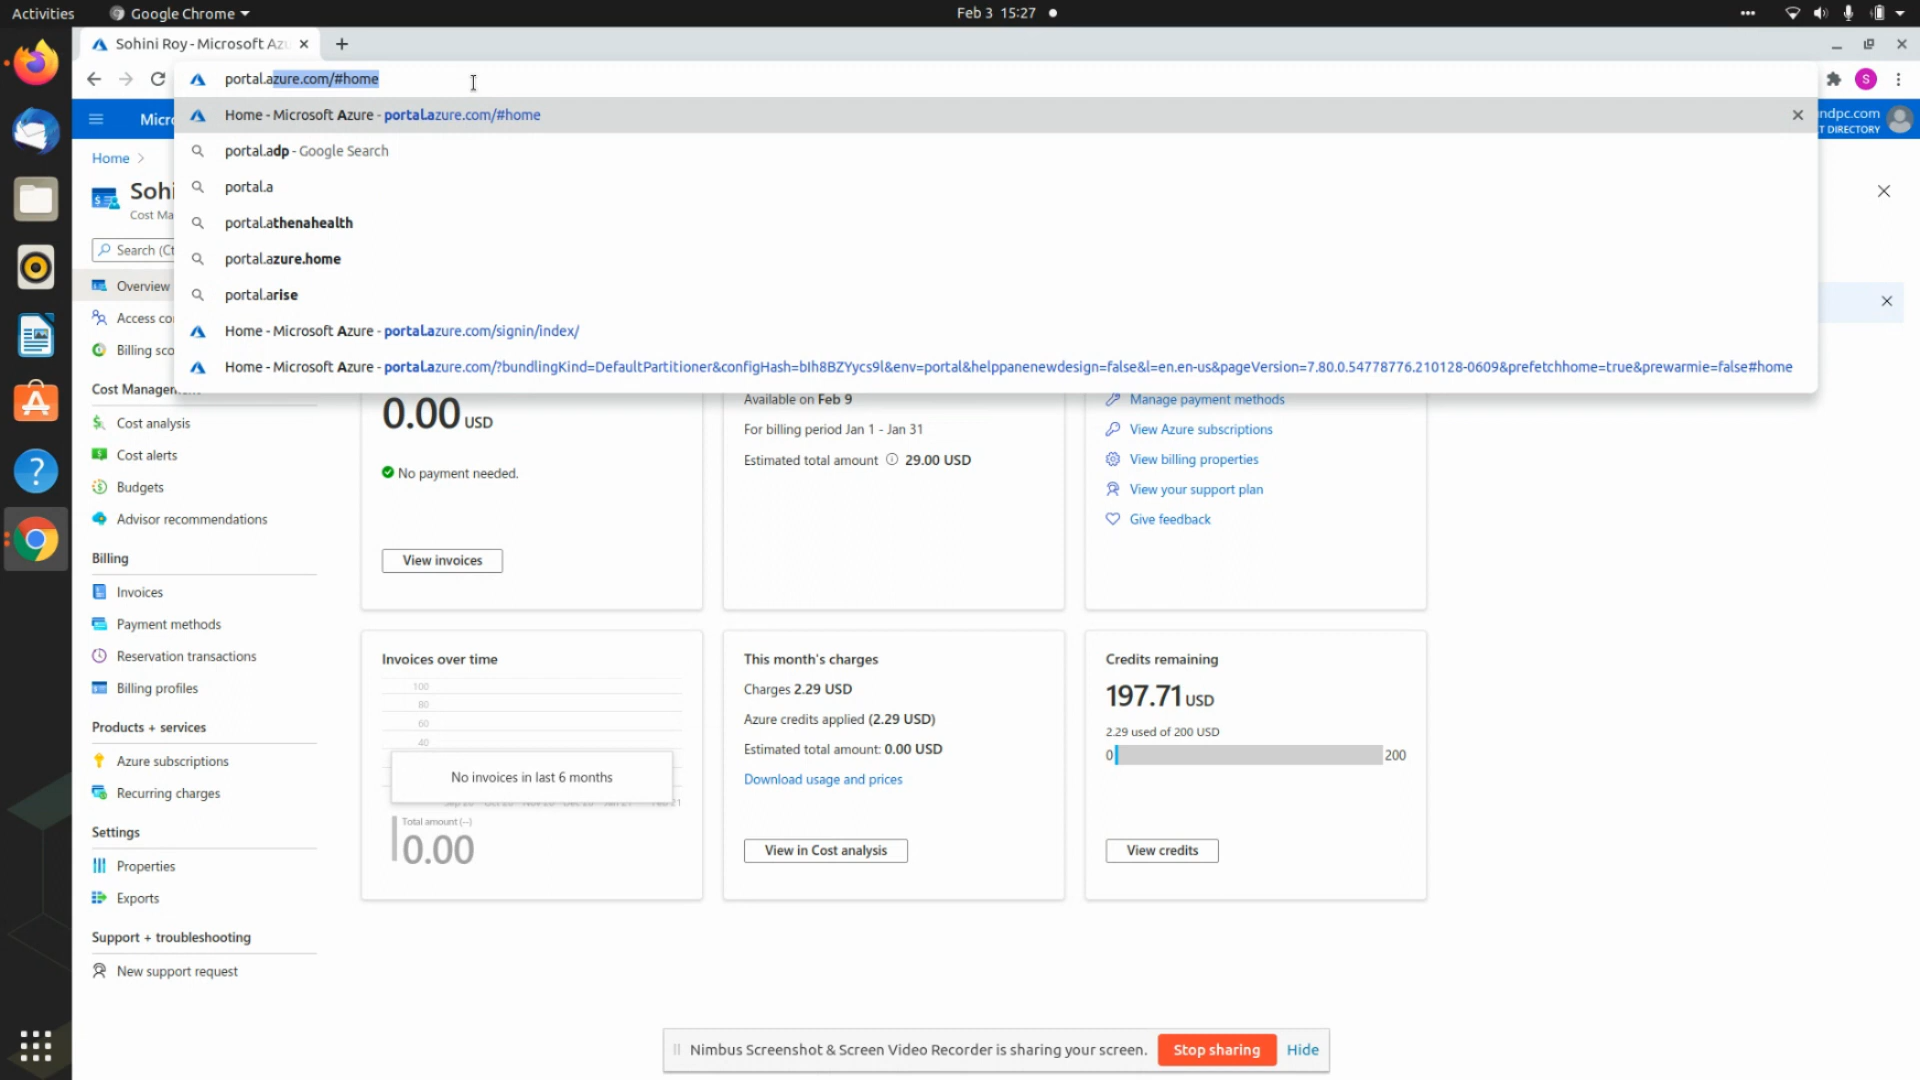 Activities
Google Chrome
Feb 3 15:27
Sohini Roy - Microsoft Azu
portal.azure.com/#home
S
Home - Microsoft Azure - portal.azure.com/#home
portal.adp - Google Search
portal.a
portal.athenahealth
portal.azure.home
portal.arise
Home - Microsoft Azure - portal.azure.com/signin/index/
Home - Microsoft Azure - portal.azure.com/?bundlingKind=DefaultPartitioner&configHash=bIh8BZYycs9l&env=portal&helppanenewdesign=false&l=en.en-us&pageVersion=7.80.0.54778776.210128-0609&prefetchhome=true&prewarmie=false#home
Micr
ndpc.com
T DIRECTORY
Home
Sohi
Cost Ma
Search (Ct
Overview
Access co
Billing sco
Cost Managem
Cost analysis
Cost alerts
Budgets
Advisor recommendations
Billing
Invoices
Payment methods
Reservation transactions
Billing profiles
Products + services
Azure subscriptions
Recurring charges
Settings
Properties
Exports
Support + troubleshooting
New support request
0.00 USD
No payment needed.
View invoices
Available on Feb 9
For billing period Jan 1 - Jan 31
Estimated total amount 29.00 USD
Manage payment methods
View Azure subscriptions
View billing properties
View your support plan
Give feedback
Invoices over time
100
80
60
40
No invoices in last 6 months
Total amount (--)
0.00
This month's charges
Charges 2.29 USD
Azure credits applied (2.29 USD)
Estimated total amount: 0.00 USD
Download usage and prices
View in Cost analysis
Credits remaining
197.71 USD
2.29 used of 200 USD
0
200
View credits
Nimbus Screenshot & Screen Video Recorder is sharing your screen.
Stop sharing
Hide